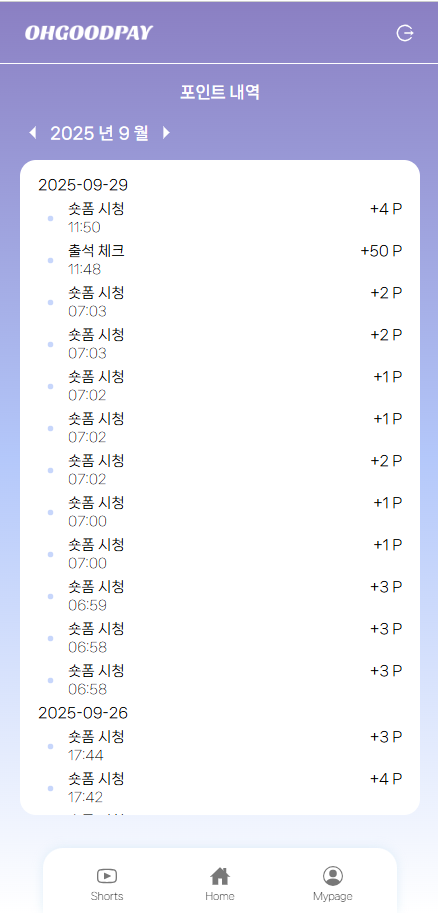 OHGOODPAY
포인트 내역
2025 년 9 월
2025-09-29
숏폼 시청 +4 P
11:50
출석 체크 +50 P
11:48
숏폼 시청 +2 P
07:03
숏폼 시청 +2 P
07:03
숏폼 시청 +1 P
07:02
숏폼 시청 +1 P
07:02
숏폼 시청 +2 P
07:02
숏폼 시청 +1 P
07:00
숏폼 시청 +1 P
07:00
숏폼 시청 +3 P
06:59
숏폼 시청 +3 P
06:58
숏폼 시청 +3 P
06:58
2025-09-26
숏폼 시청 +3 P
17:44
숏폼 시청 +4 P
17:42
Shorts Home Mypage